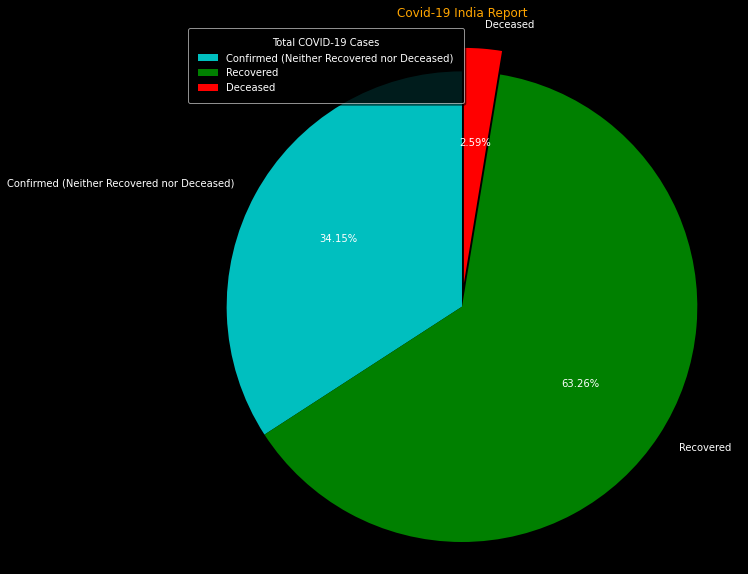 Covid-19 India Report
Deceased
Total COVID-19 Cases
Confirmed (Neither Recovered nor Deceased)
Recovered
Deceased
2.59%
Confirmed (Neither Recovered nor Deceased)
34.15%
63.26%
Recovered